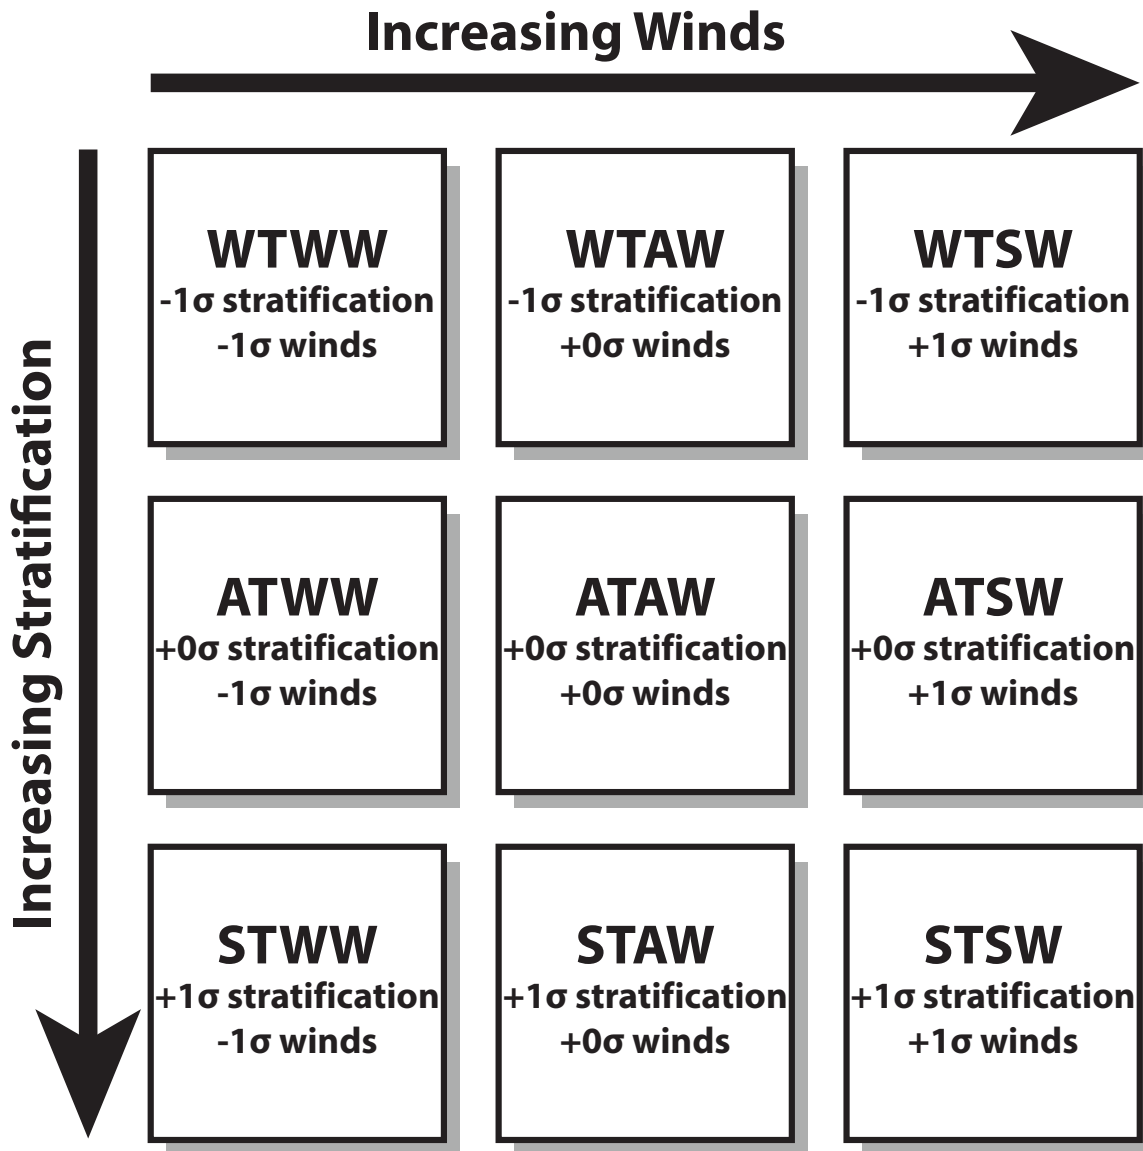 Increasing Winds
Increasing Stratification
WTWW
-1σ stratification
-1σ winds
WTAW
-1σ stratification
+0σ winds
WTSW
-1σ stratification
+1σ winds
ATWW
+0σ stratification
-1σ winds
ATAW
+0σ stratification
+0σ winds
ATSW
+0σ stratification
+1σ winds
STWW
+1σ stratification
-1σ winds
STAW
+1σ stratification
+0σ winds
STSW
+1σ stratification
+1σ winds